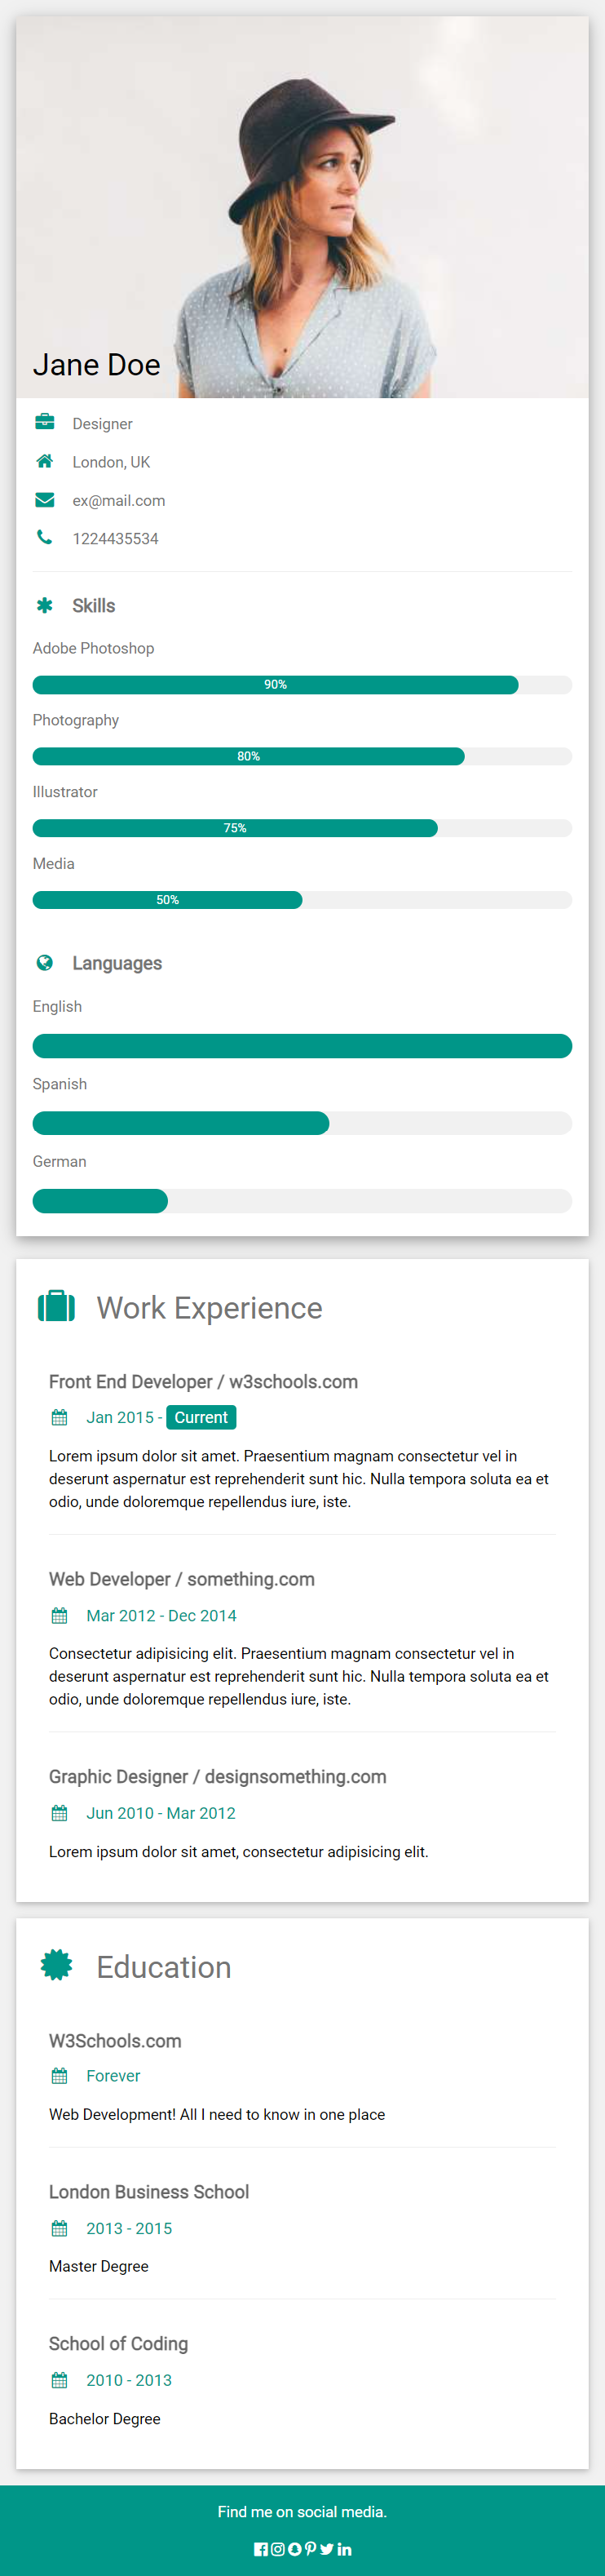 Jane Doe
Designer
London, UK
ex@mail.com
1224435534
Skills
Adobe Photoshop
90%
Photography
80%
Illustrator
75%
Media
50%
Languages
English
Spanish
German
Work Experience
Front End Developer / w3schools.com
Jan 2015 - Current
Lorem ipsum dolor sit amet. Praesentium magnam consectetur vel in
deserunt aspernatur est reprehenderit sunt hic. Nulla tempora soluta ea et
odio, unde doloremque repellendus iure, iste.
Web Developer / something.com
Mar 2012 - Dec 2014
Consectetur adipisicing elit. Praesentium magnam consectetur vel in
deserunt aspernatur est reprehenderit sunt hic. Nulla tempora soluta ea et
odio, unde doloremque repellendus iure, iste.
Graphic Designer / designsomething.com
Jun 2010 - Mar 2012
Lorem ipsum dolor sit amet, consectetur adipisicing elit.
Education
W3Schools.com
Forever
Web Development! All I need to know in one place
London Business School
2013 - 2015
Master Degree
School of Coding
2010 - 2013
Bachelor Degree
Find me on social media.